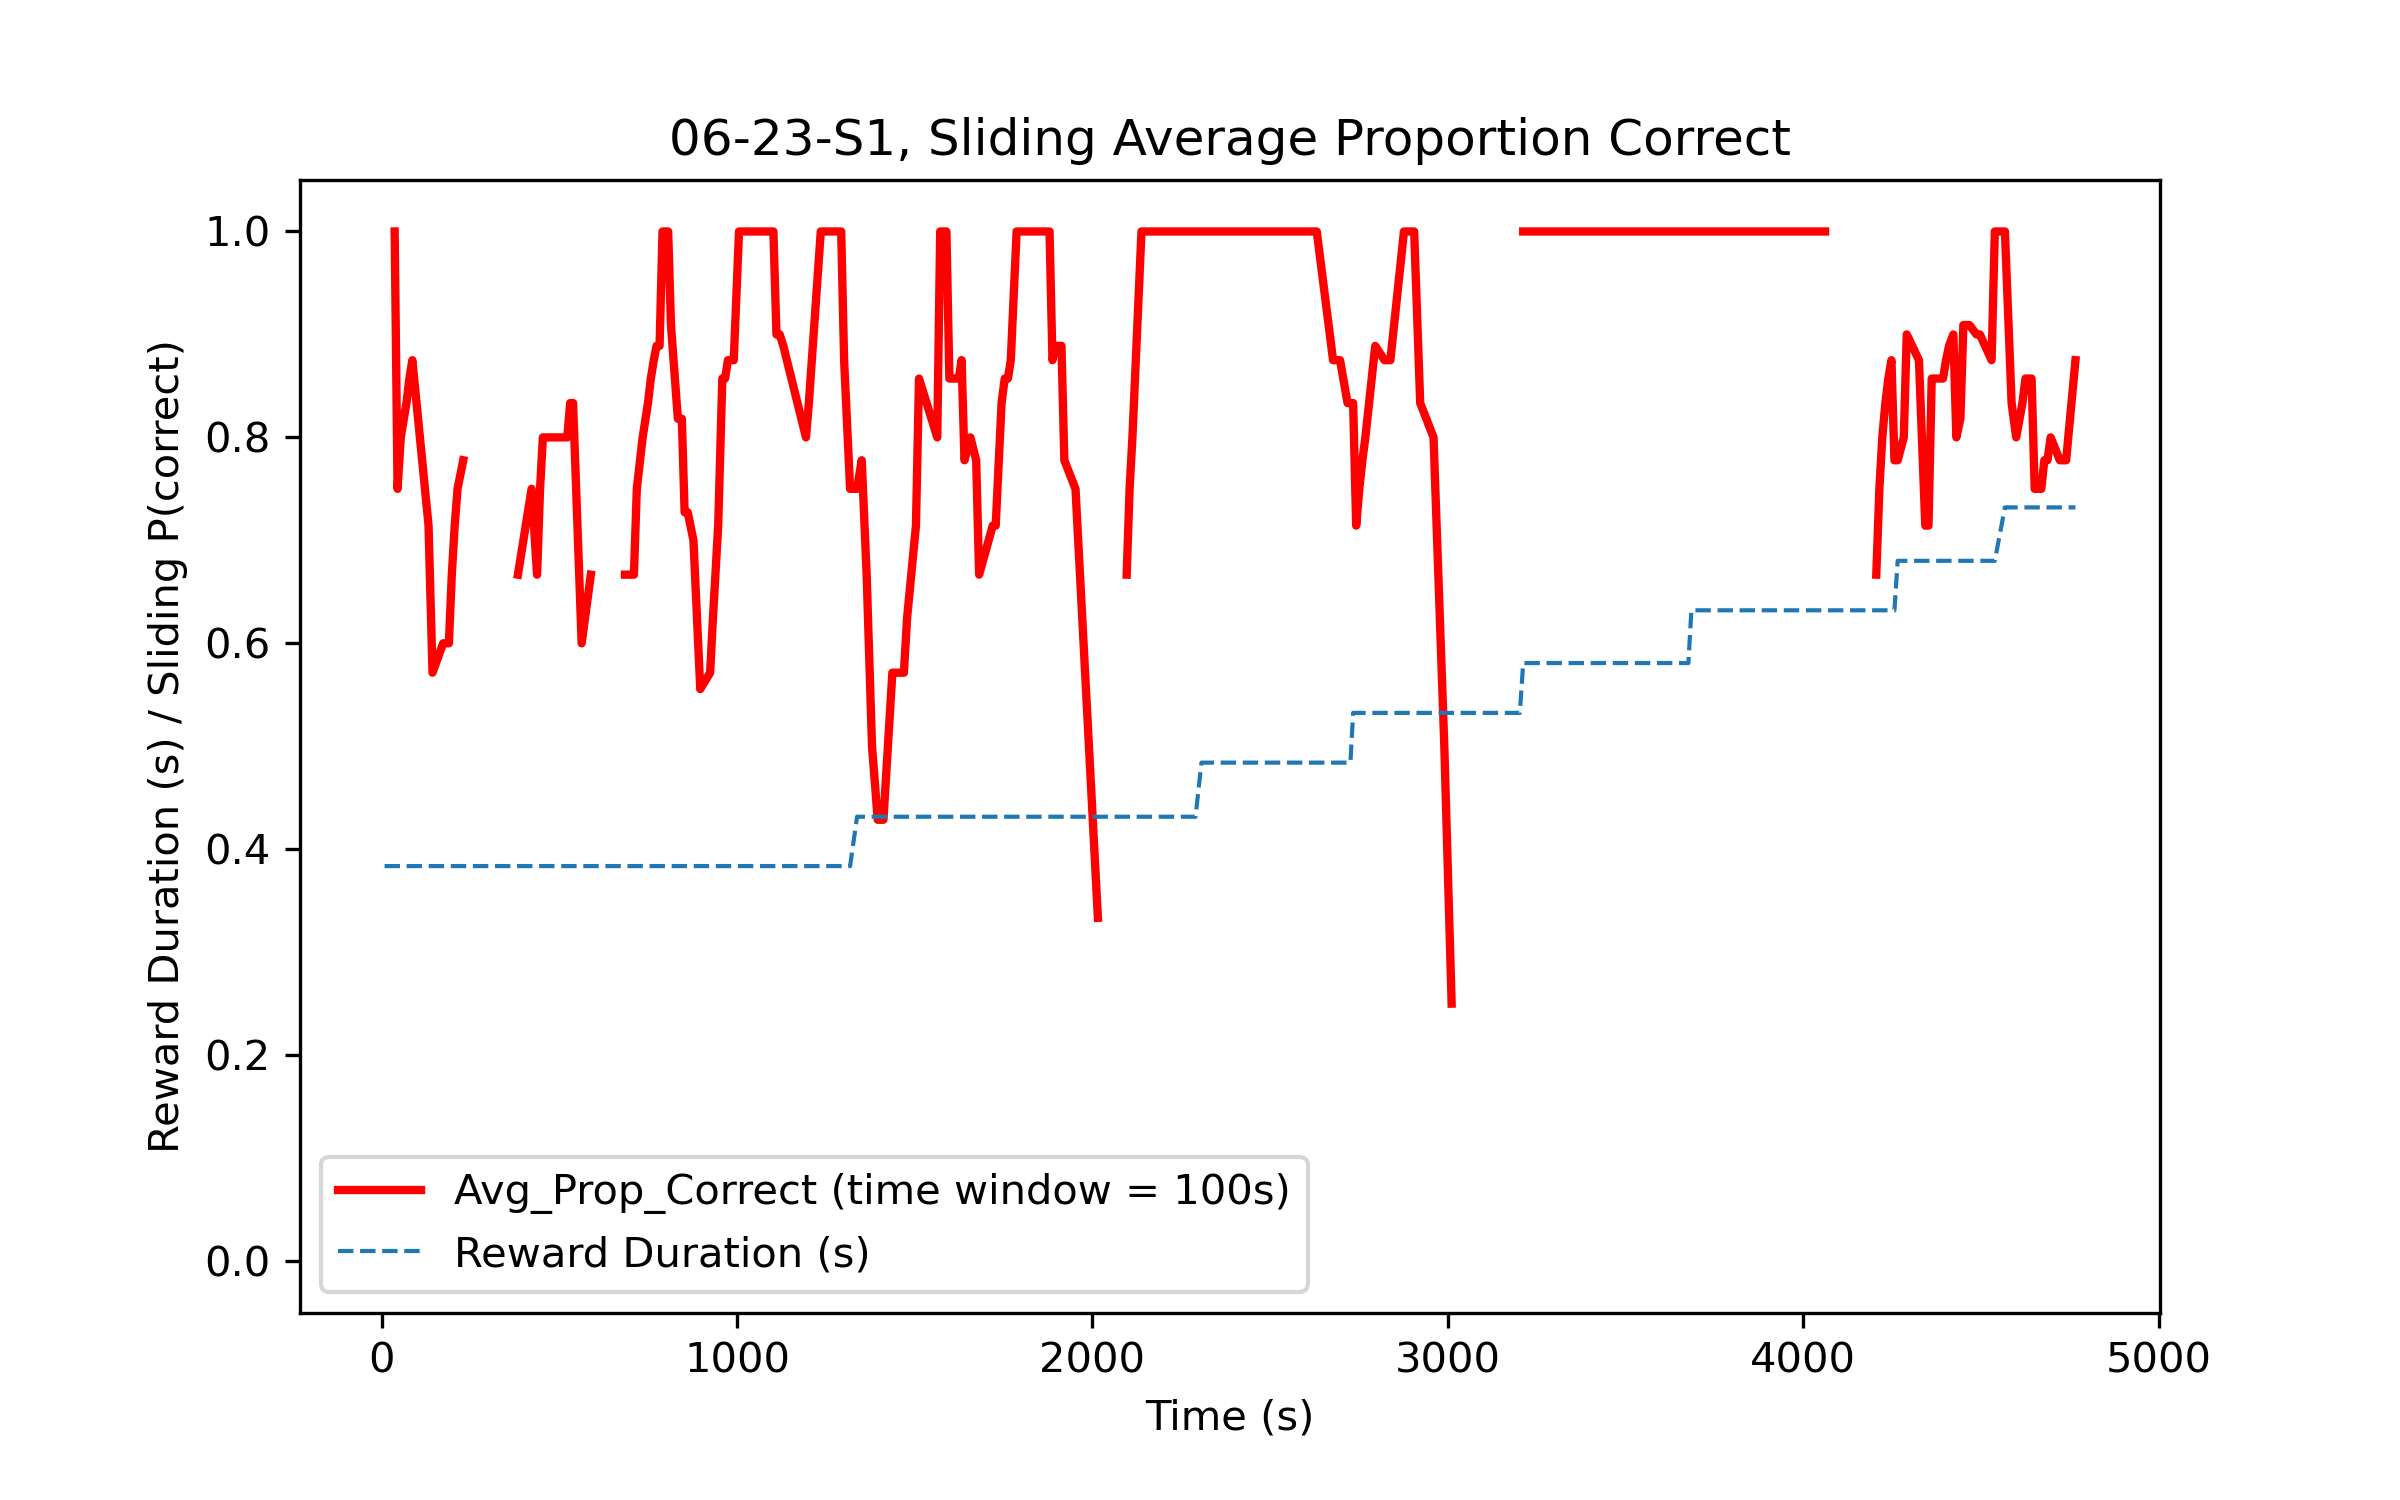 06-23-S1, Sliding Average Proportion Correct
Reward Duration (s) / Sliding P(correct)
1.0
0.8
0.6
0.4
0.2
0.0
Avg_Prop_Correct (time window = 100s)
Reward Duration (s)
0 1000 2000 3000 4000 5000
Time (s)